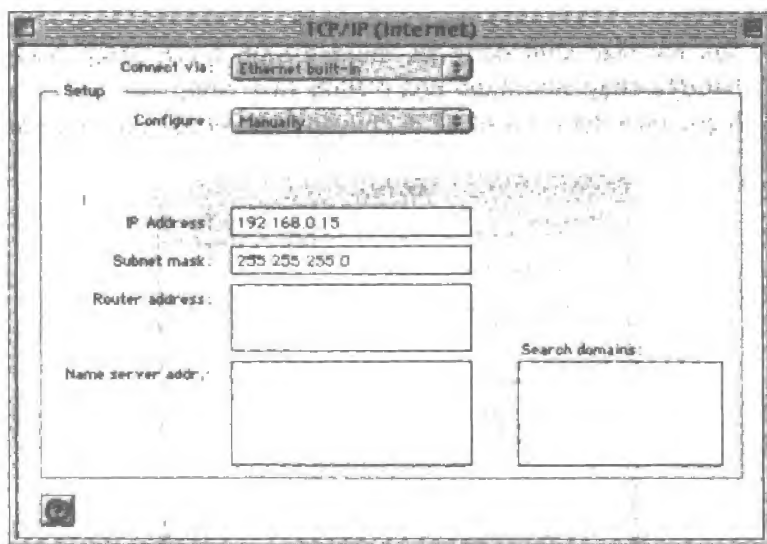 TCP/IP (Internet)
Connect via: Ethernet built-in
Setup
Configure: Manually
IP Address: 192.168.0.15
Subnet mask: 255.255.255.0
Router address:
Search domains:
Name server addr.: